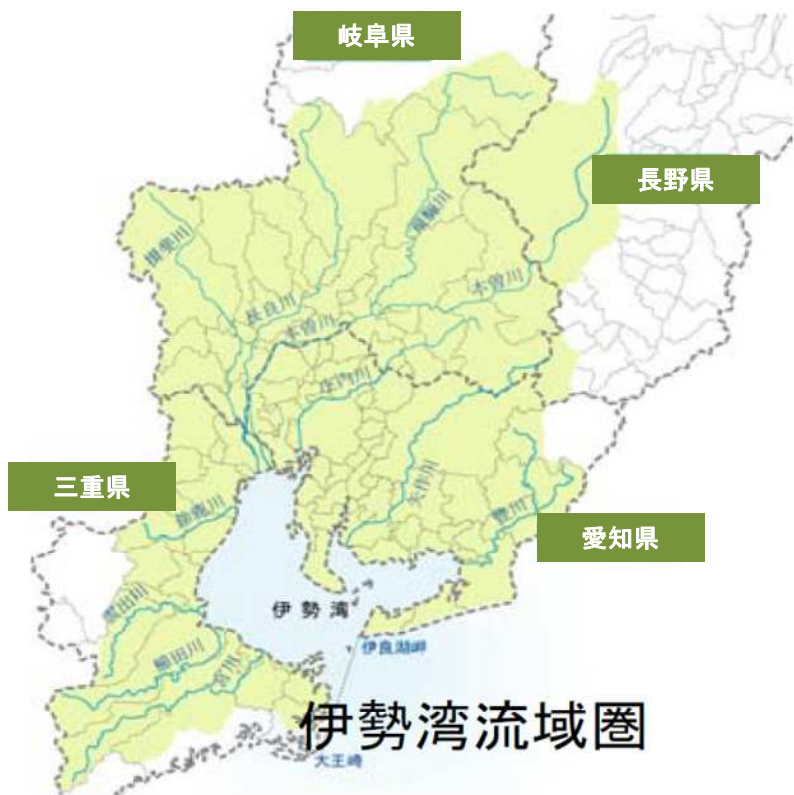 岐阜県
長野県
揖斐川
飛騨川
長良川
木曽川
木曽川
庄内川
三重県
矢作川
鈴鹿川
豊川
愛知県
雲出川
伊勢湾
櫛田川
宮川
伊良湖岬
伊勢湾流域圏
大王崎